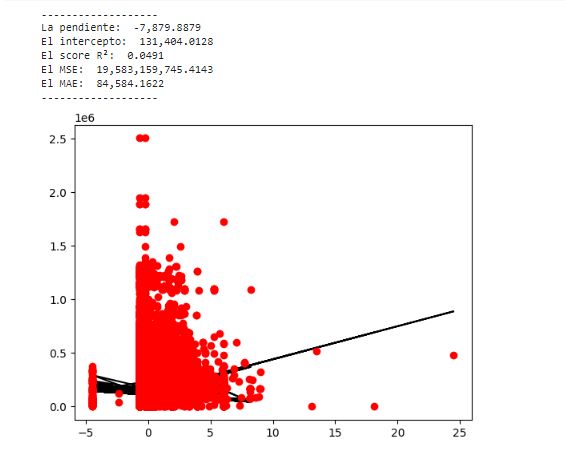 -------------------
La pendiente:  -7,879.8879
El intercepto:  131,404.0128
El score R²:  0.0491
El MSE:  19,583,159,745.4143
El MAE:  84,584.1622
-------------------
1e6
2.5
2.0
1.5
1.0
0.5
0.0
−5 0 5 10 15 20 25